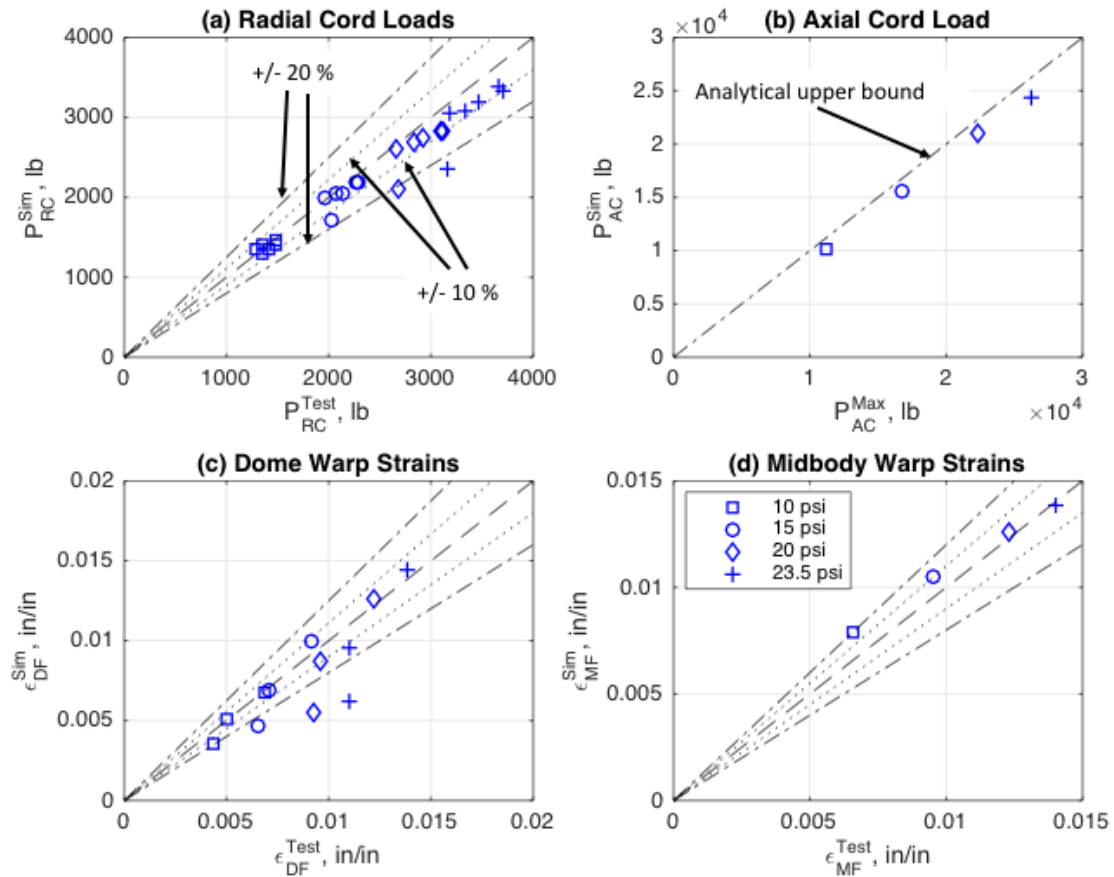 (a) Radial Cord Loads
4000
3000
2000
1000
0
0 1000 2000 3000 4000
P_RC^Sim, lb
P_RC^Test, lb
+/- 20 %
+/- 10 %
(b) Axial Cord Load
×10^4
3
2.5
2
1.5
1
0.5
0
0 1 2 3
×10^4
P_AC^Sim, lb
P_AC^Max, lb
Analytical upper bound
(c) Dome Warp Strains
0.02
0.015
0.01
0.005
0
0 0.005 0.01 0.015 0.02
ϵ_DF^Sim, in/in
ϵ_DF^Test, in/in
(d) Midbody Warp Strains
0.015
0.01
0.005
0
0 0.005 0.01 0.015
ϵ_MF^Sim, in/in
ϵ_MF^Test, in/in
10 psi
15 psi
20 psi
23.5 psi